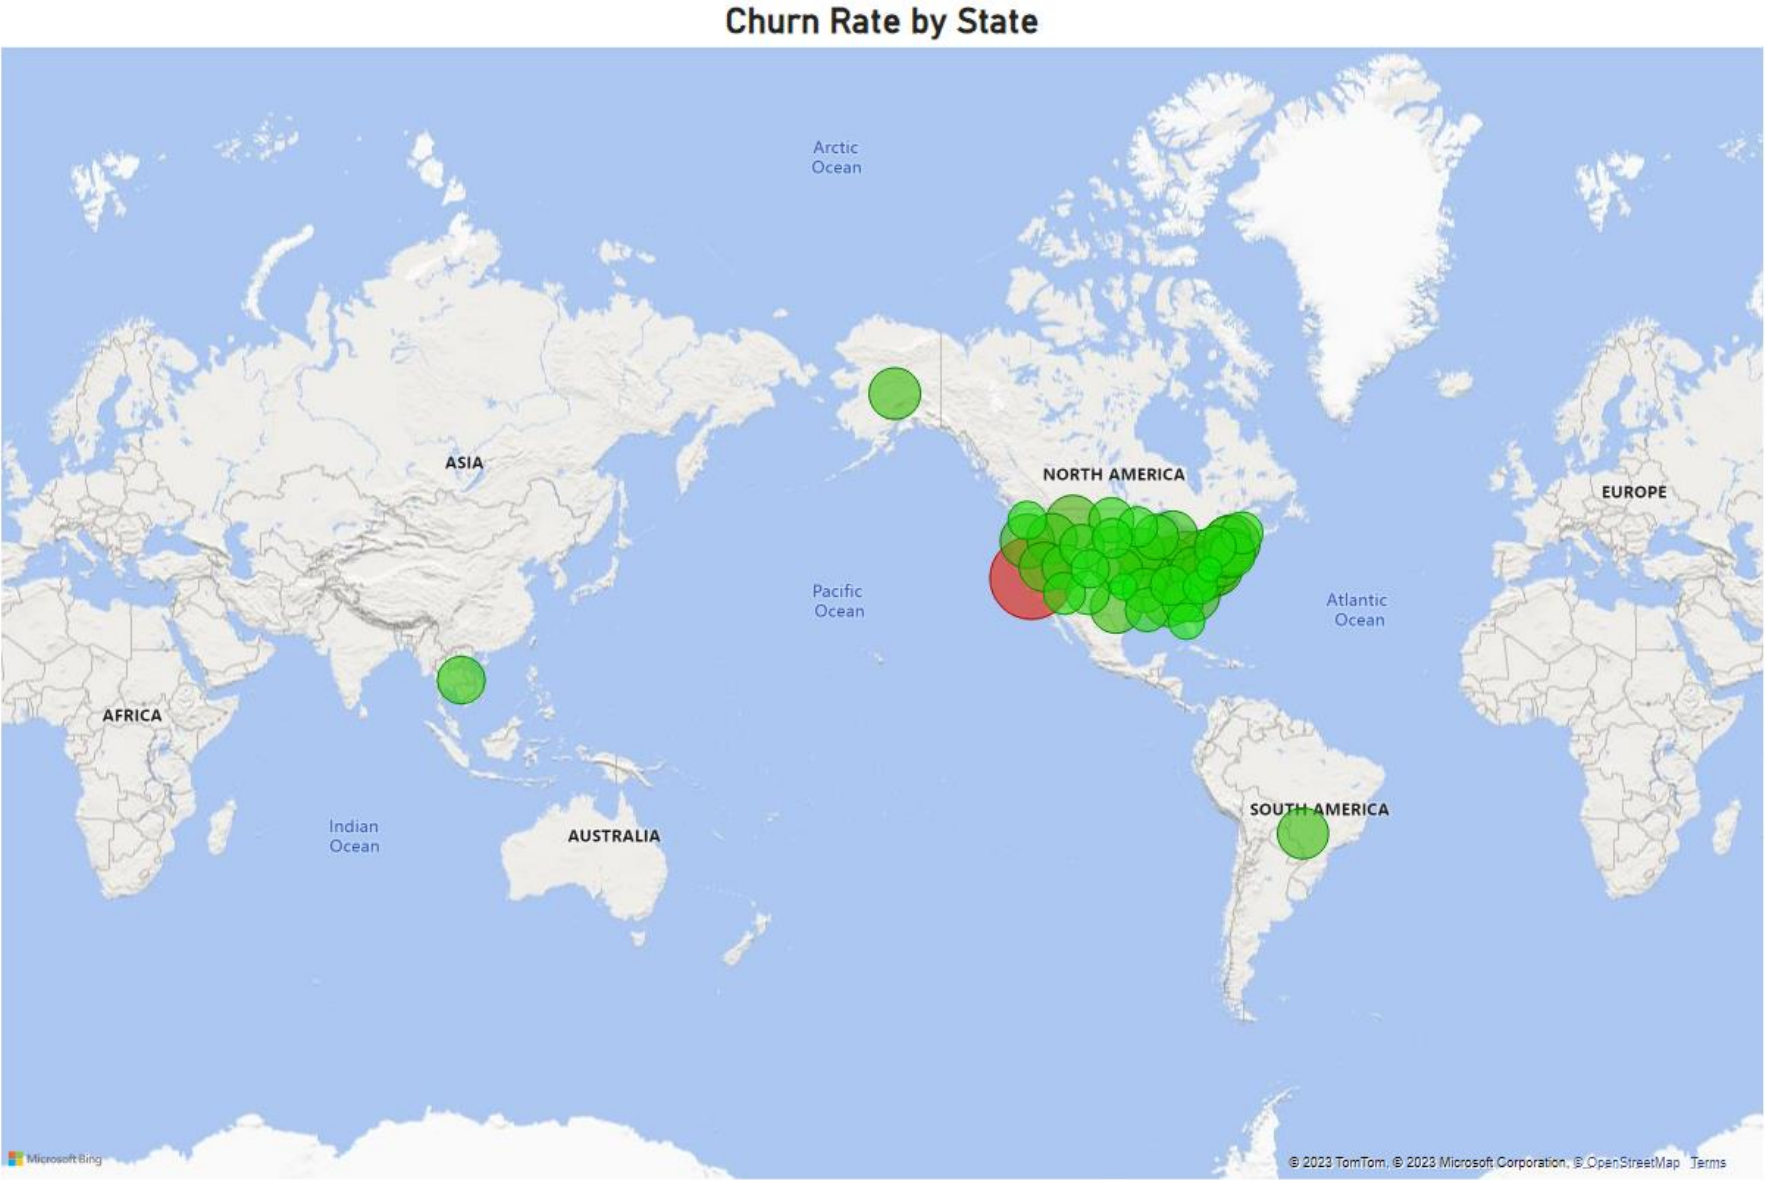 Churn Rate by State
Arctic
Ocean
ASIA
NORTH AMERICA
EUROPE
Pacific
Ocean
Atlantic
Ocean
AFRICA
SOUTH AMERICA
Indian
Ocean
AUSTRALIA
Microsoft Bing
© 2023 TomTom, © 2023 Microsoft Corporation, © OpenStreetMap Terms